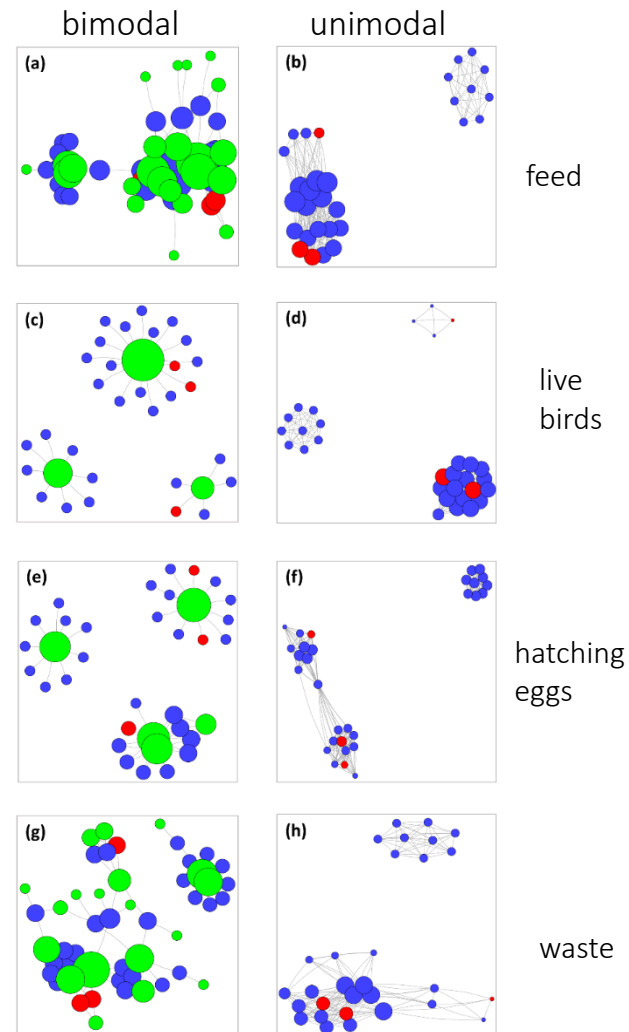 bimodal unimodal
(a) (b)
feed
(c) (d)
live
birds
(e) (f)
hatching
eggs
(g) (h)
waste